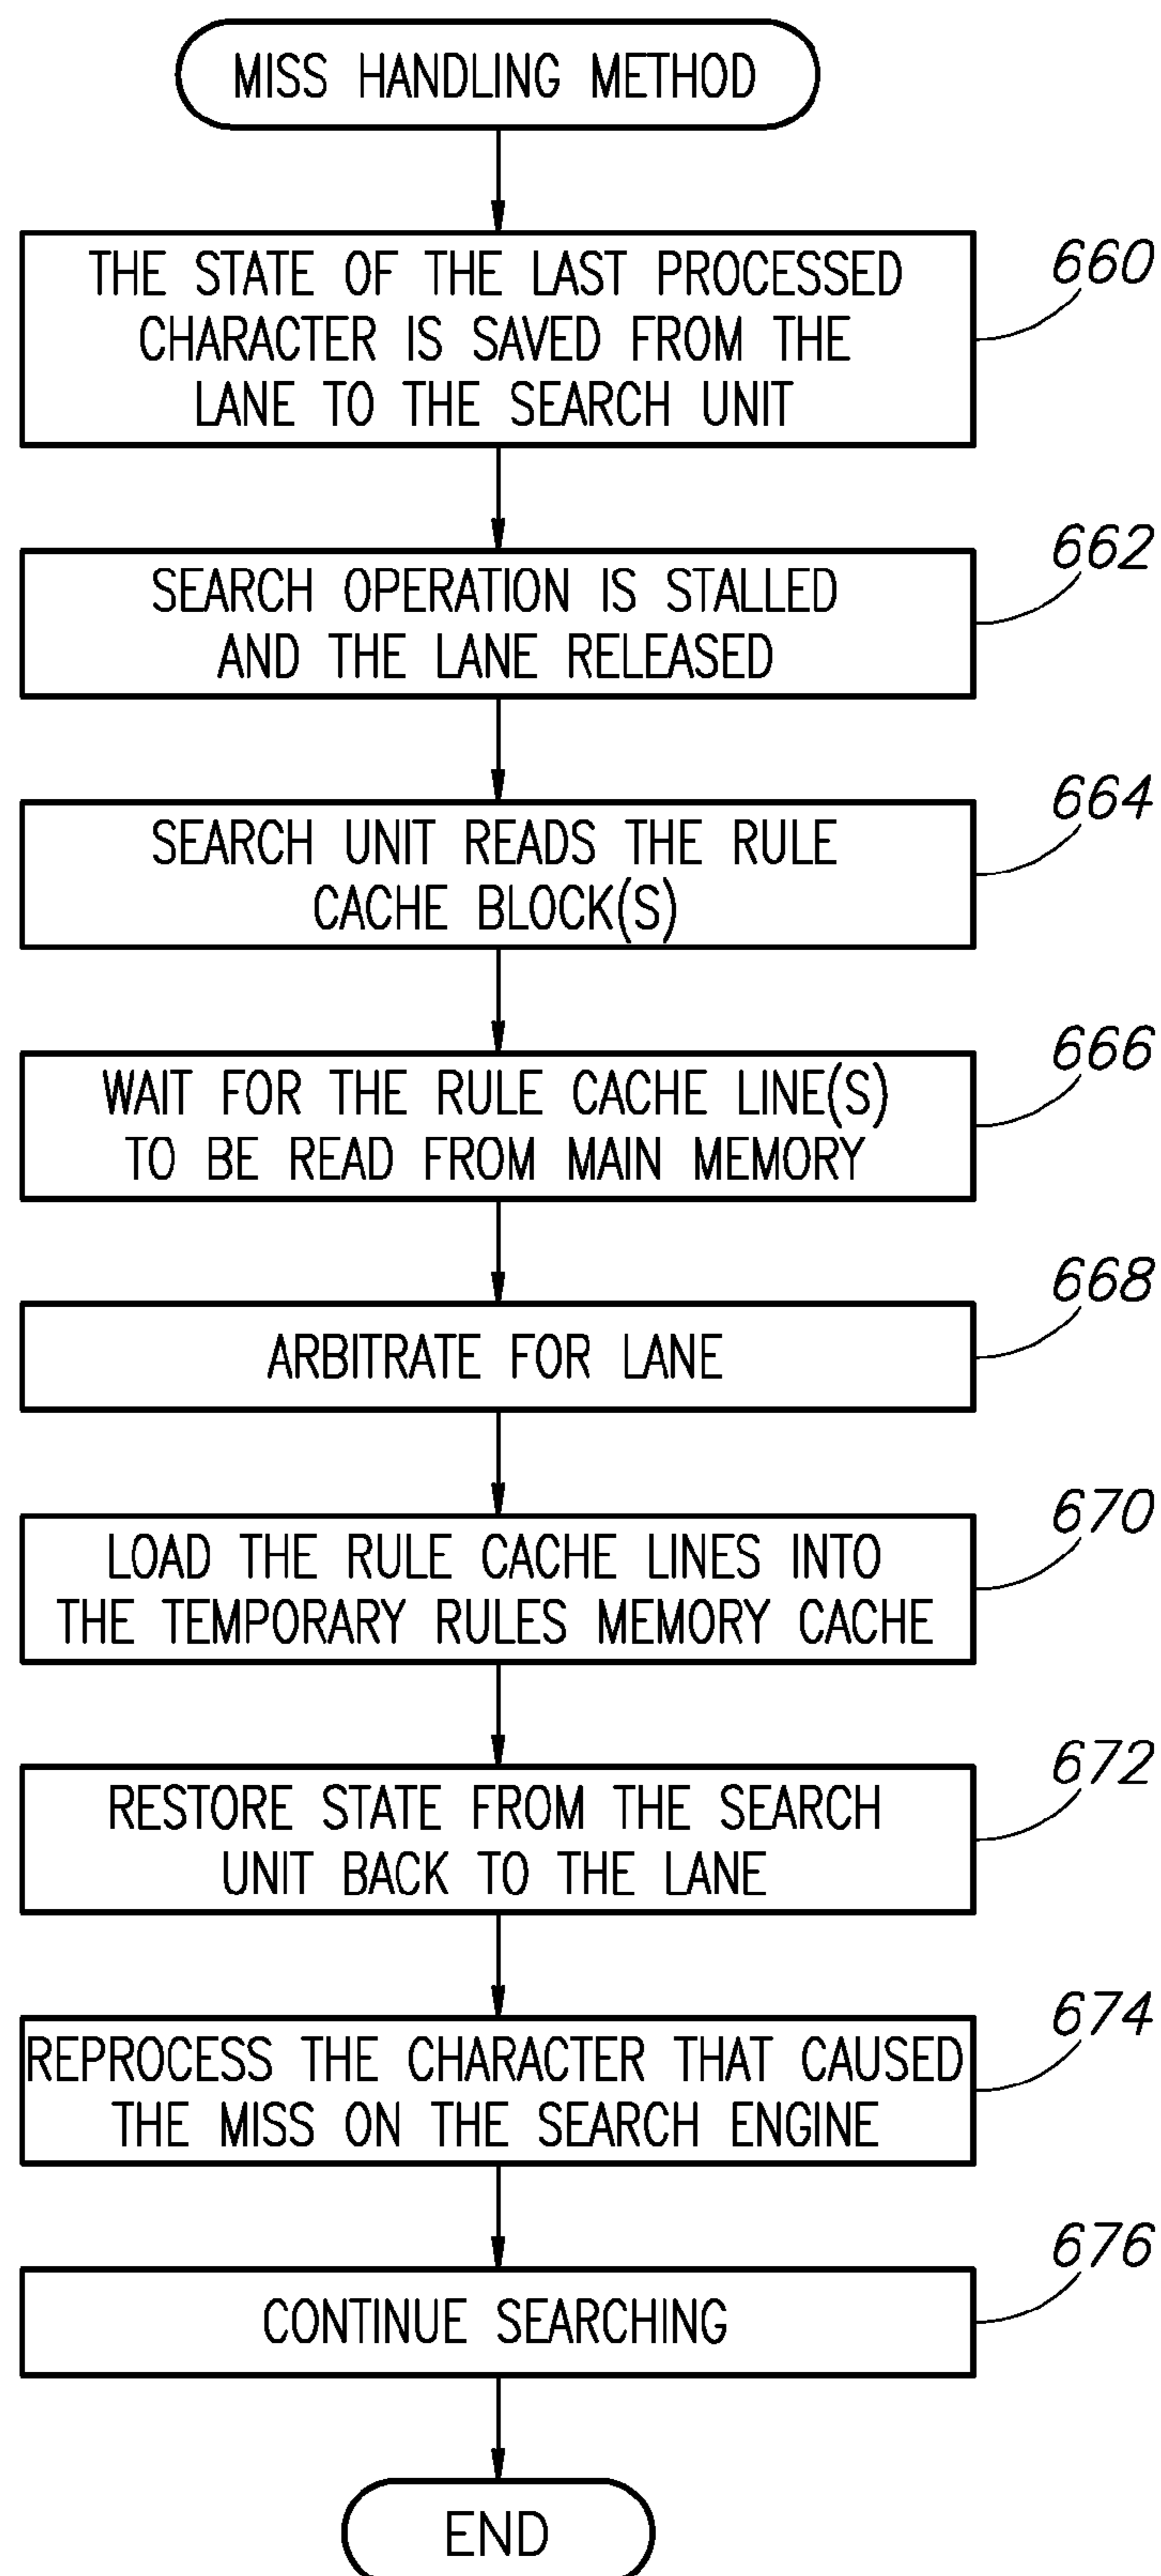 MISS HANDLING METHOD
THE STATE OF THE LAST PROCESSED
CHARACTER IS SAVED FROM THE
LANE TO THE SEARCH UNIT
660
SEARCH OPERATION IS STALLED
AND THE LANE RELEASED
662
SEARCH UNIT READS THE RULE
CACHE BLOCK(S)
664
WAIT FOR THE RULE CACHE LINE(S)
TO BE READ FROM MAIN MEMORY
666
ARBITRATE FOR LANE
668
LOAD THE RULE CACHE LINES INTO
THE TEMPORARY RULES MEMORY CACHE
670
RESTORE STATE FROM THE SEARCH
UNIT BACK TO THE LANE
672
REPROCESS THE CHARACTER THAT CAUSED
THE MISS ON THE SEARCH ENGINE
674
CONTINUE SEARCHING
676
END